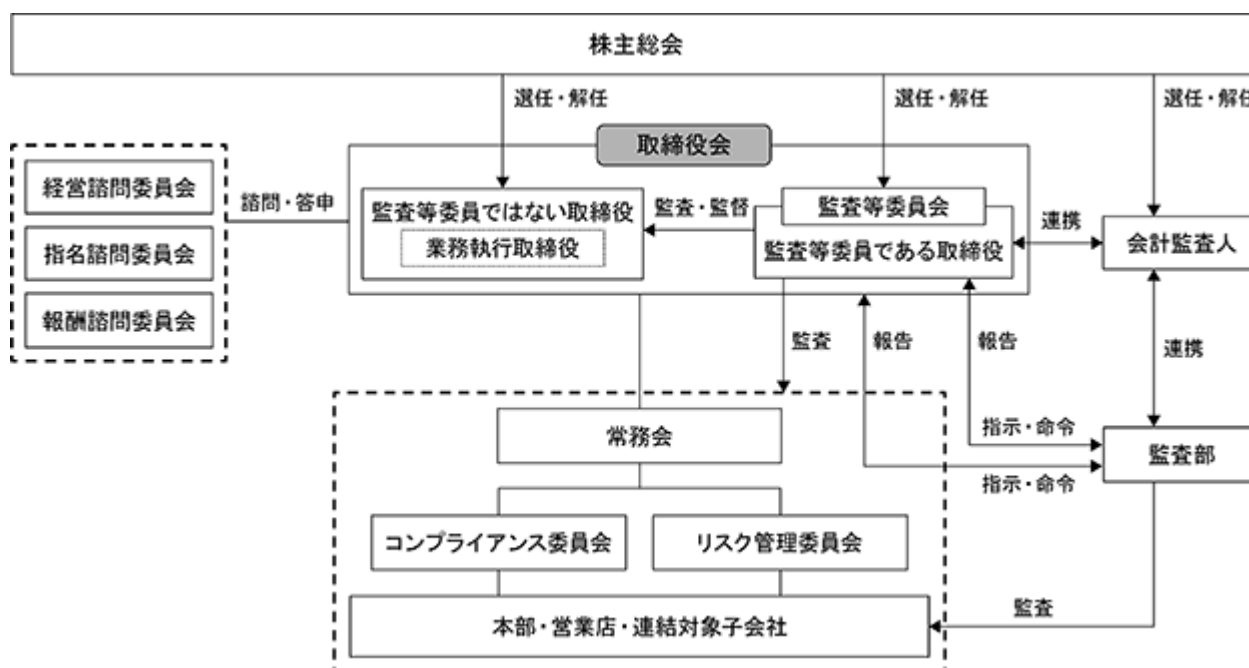 株主総会
選任・解任
選任・解任
選任・解任
取締役会
経営諮問委員会
指名諮問委員会
報酬諮問委員会
諮問・答申
監査等委員ではない取締役
業務執行取締役
監査・監督
監査等委員会
監査等委員である取締役
連携
会計監査人
監査
報告
報告
連携
常務会
指示・命令
監査部
指示・命令
コンプライアンス委員会
リスク管理委員会
本部・営業店・連結対象子会社
監査